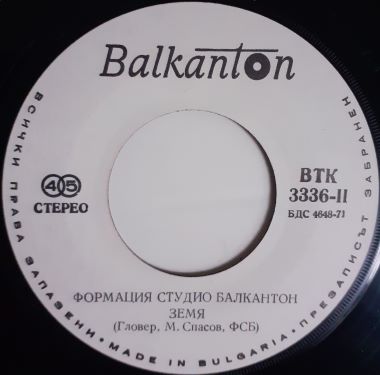 Balkanton
45
СТЕРЕО
ВТК
3336-II
БДС 4648-71
ФОРМАЦИЯ СТУДИО БАЛКАНТОН
ЗЕМЯ
(Гловер, М. Спасов, ФСБ)
ВСИЧКИ ПРАВА ЗАПАЗЕНИ • MADE IN BULGARIA • ПРЕЗАПИСЪТ ЗАБРАНЕН